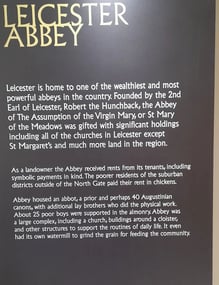 LEICESTER
ABBEY
Leicester is home to one of the wealthiest and most
powerful abbeys in the country. Founded by the 2nd
Earl of Leicester, Robert the Hunchback, the Abbey
of The Assumption of the Virgin Mary, or St Mary
of the Meadows was gifted with significant holdings
including all of the churches in Leicester except
St Margaret's and much more land in the region.
As a landowner the Abbey received rents from its tenants, including
symbolic payments in kind. The poorer residents of the suburban
districts outside of the North Gate paid their rent in chickens.
Abbey housed an abbot, a prior and perhaps 40 Augustinian
canons, with additional lay brothers who did the physical work.
About 25 poor boys were supported in the almonry. Abbey was
a large complex, including a church, buildings around a cloister,
and other structures to support the routines of daily life. It even
had its own watermill to grind the grain for feeding the community.